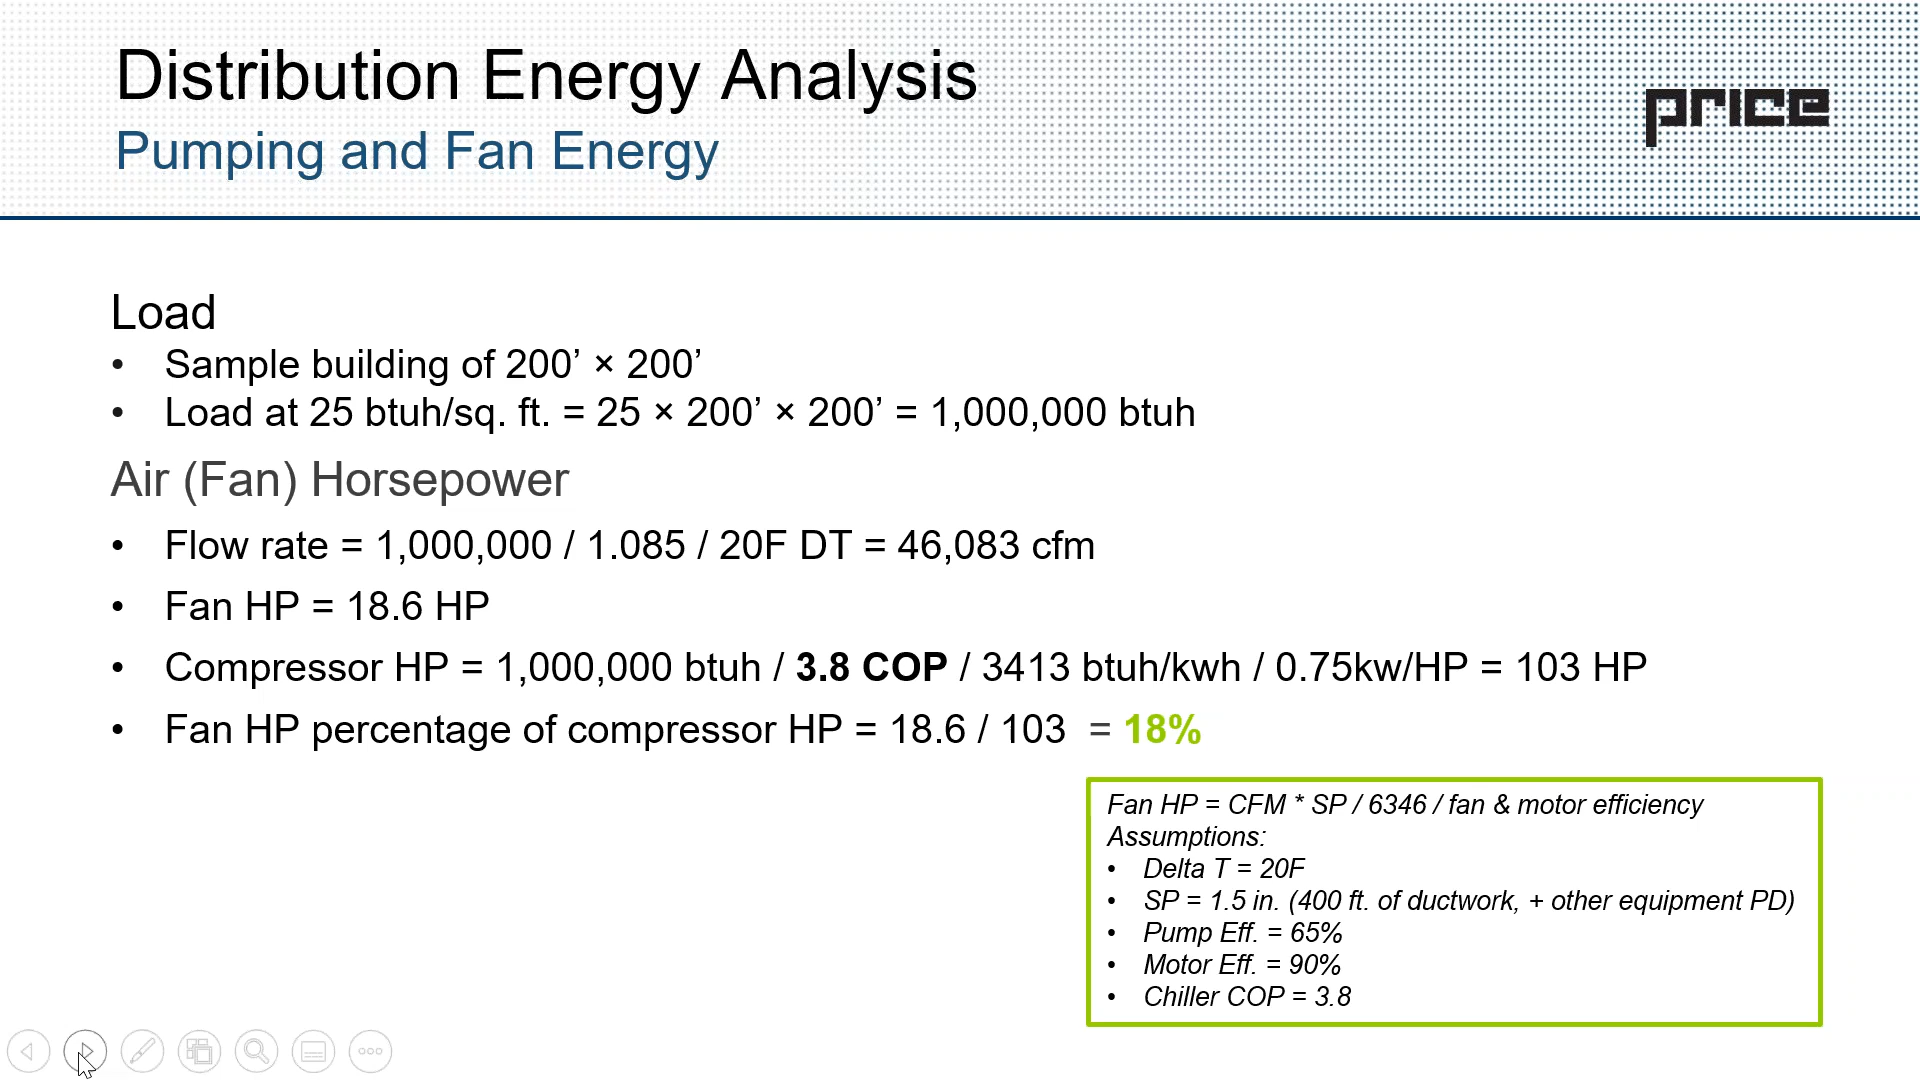 Distribution Energy Analysis
Pumping and Fan Energy
price
Load
• Sample building of 200’ × 200’
• Load at 25 btuh/sq. ft. = 25 × 200’ × 200’ = 1,000,000 btuh
Air (Fan) Horsepower
• Flow rate = 1,000,000 / 1.085 / 20F DT = 46,083 cfm
• Fan HP = 18.6 HP
• Compressor HP = 1,000,000 btuh / 3.8 COP / 3413 btuh/kwh / 0.75kw/HP = 103 HP
• Fan HP percentage of compressor HP = 18.6 / 103 = 18%
Fan HP = CFM * SP / 6346 / fan & motor efficiency
Assumptions:
• Delta T = 20F
• SP = 1.5 in. (400 ft. of ductwork, + other equipment PD)
• Pump Eff. = 65%
• Motor Eff. = 90%
• Chiller COP = 3.8